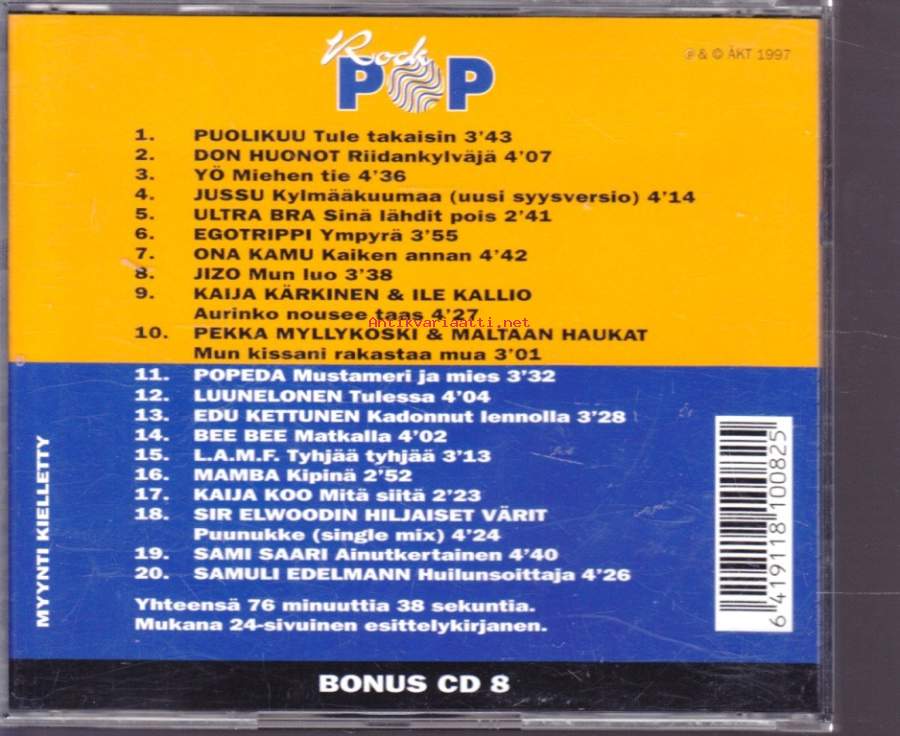 Rock
POP
℗ & © ÄKT 1997
1. PUOLIKUU Tule takaisin 3'43
2. DON HUONOT Riidankylväjä 4'07
3. YÖ Miehen tie 4'36
4. JUSSU Kylmääkuumaa (uusi syysversio) 4'14
5. ULTRA BRA Sinä lähdit pois 2'41
6. EGOTRIPPI Ympyrä 3'55
7. ONA KAMU Kaiken annan 4'42
8. JIZO Mun luo 3'38
9. KAIJA KÄRKINEN & ILE KALLIO
Aurinko nousee taas 4'27
Antikvariaatti.net
10. PEKKA MYLLYKOSKI & MALTAAN HAUKAT
Mun kissani rakastaa mua 3'01
11. POPEDA Mustameri ja mies 3'32
12. LUUNELONEN Tulessa 4'04
13. EDU KETTUNEN Kadonnut lennolla 3'28
14. BEE BEE Matkalla 4'02
15. L.A.M.F. Tyhjää tyhjää 3'13
16. MAMBA Kipinä 2'52
17. KAIJA KOO Mitä siitä 2'23
18. SIR ELWOODIN HILJAISET VÄRIT
Puunukke (single mix) 4'24
19. SAMI SAARI Ainutkertainen 4'40
20. SAMULI EDELMANN Huilunsoittaja 4'26
Yhteensä 76 minuuttia 38 sekuntia.
Mukana 24-sivuinen esittelykirjanen.
MYYNTI KIELLETTY
6 419118 100825
BONUS CD 8